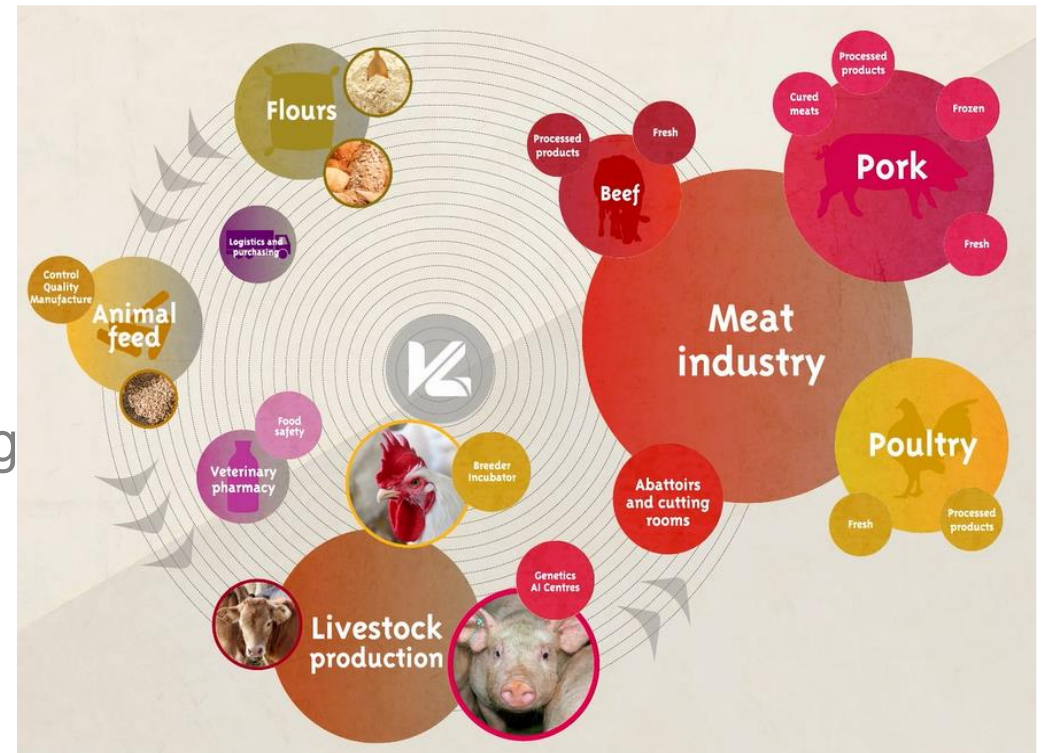 Flours
Logistics and
purchasing
Control
Quality
Manufacture
Animal
feed
Food
safety
Veterinary
pharmacy
Breeder
Incubator
Livestock
production
Genetics
AI Centres
Abattoirs
and cutting
rooms
Meat
industry
Processed
products
Fresh
Beef
Processed
products
Cured
meats
Frozen
Pork
Fresh
Poultry
Fresh
Processed
products
g